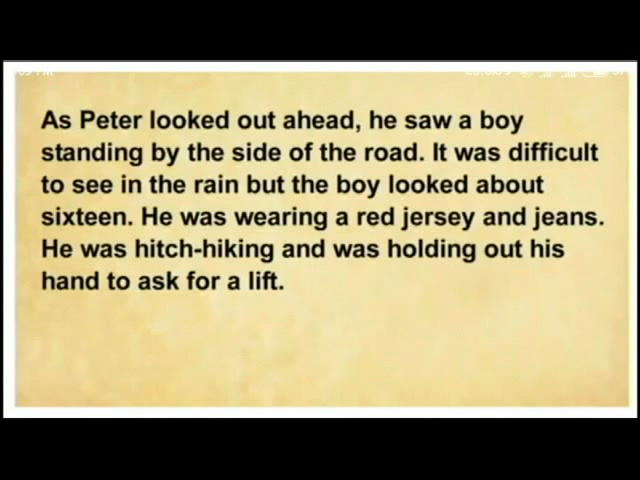 As Peter looked out ahead, he saw a boy
standing by the side of the road. It was difficult
to see in the rain but the boy looked about
sixteen. He was wearing a red jersey and jeans.
He was hitch-hiking and was holding out his
hand to ask for a lift.